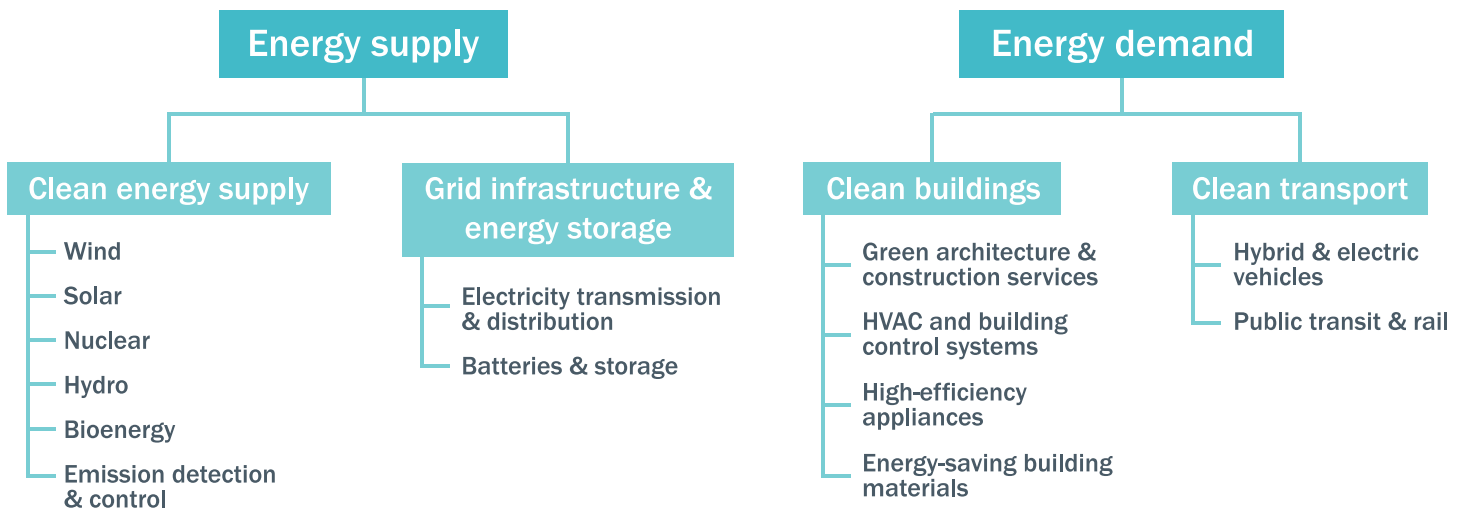 Energy supply
Clean energy supply
Wind
Solar
Nuclear
Hydro
Bioenergy
Emission detection
& control
Grid infrastructure &
energy storage
Electricity transmission
& distribution
Batteries & storage
Energy demand
Clean buildings
Green architecture &
construction services
HVAC and building
control systems
High-efficiency
appliances
Energy-saving building
materials
Clean transport
Hybrid & electric
vehicles
Public transit & rail